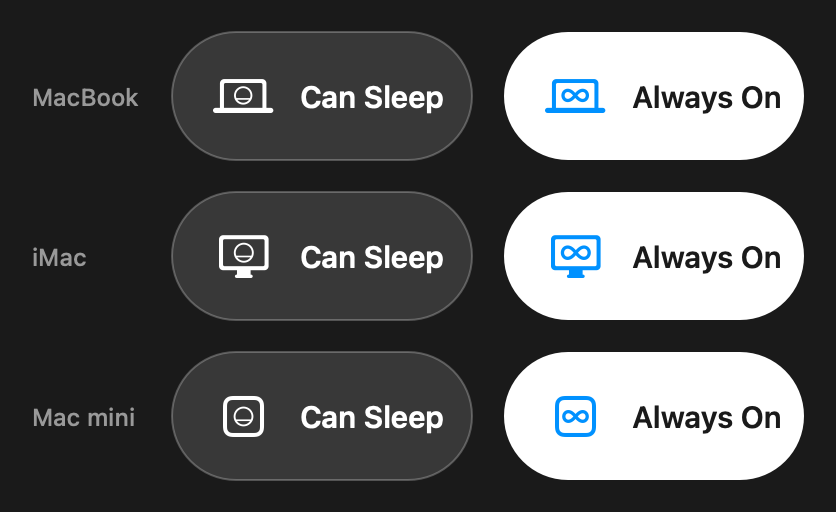 MacBook Can Sleep Always On
iMac Can Sleep Always On
Mac mini Can Sleep Always On